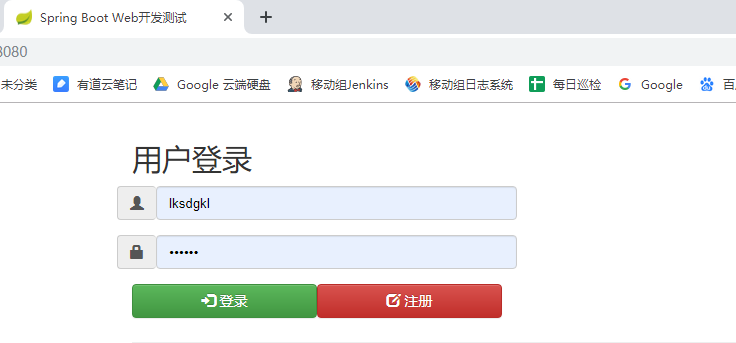 Spring Boot Web开发测试
8080
未分类 有道云笔记 Google 云端硬盘 移动组Jenkins 移动组日志系统 每日巡检 Google 百
用户登录
lksdgkl
••••••
登录 注册